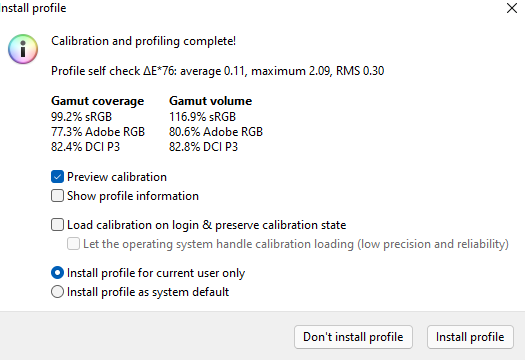 Install profile
Calibration and profiling complete!
Profile self check ΔE*76: average 0.11, maximum 2.09, RMS 0.30
Gamut coverage Gamut volume
99.2% sRGB 116.9% sRGB
77.3% Adobe RGB 80.6% Adobe RGB
82.4% DCI P3 82.8% DCI P3
Preview calibration
Show profile information
Load calibration on login & preserve calibration state
Let the operating system handle calibration loading (low precision and reliability)
Install profile for current user only
Install profile as system default
Don't install profile Install profile